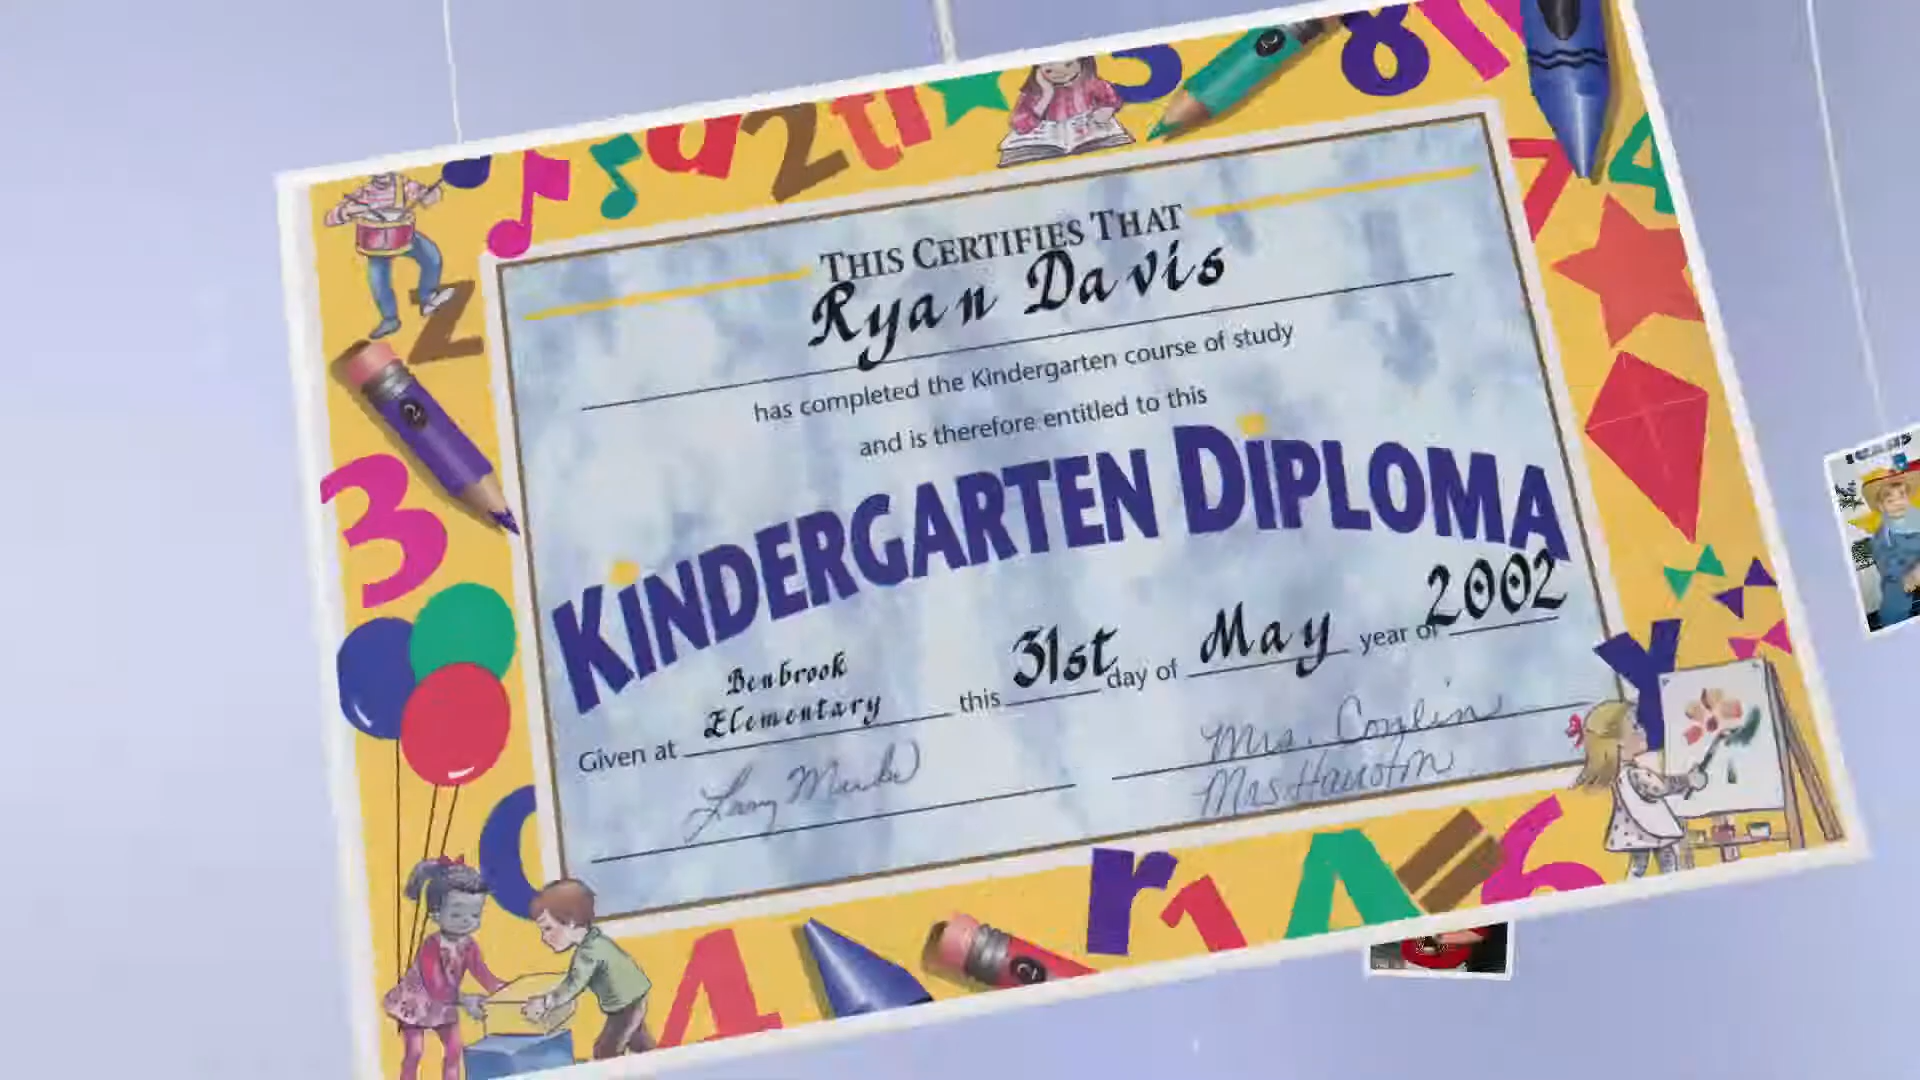 THIS CERTIFIES THAT
Ryan Davis
has completed the Kindergarten course of study
and is therefore entitled to this
KINDERGARTEN DIPLOMA
Benbrook
Elementary
Given at this 31st day of May year of 2002
Mrs. Conlin
Mrs Hairston